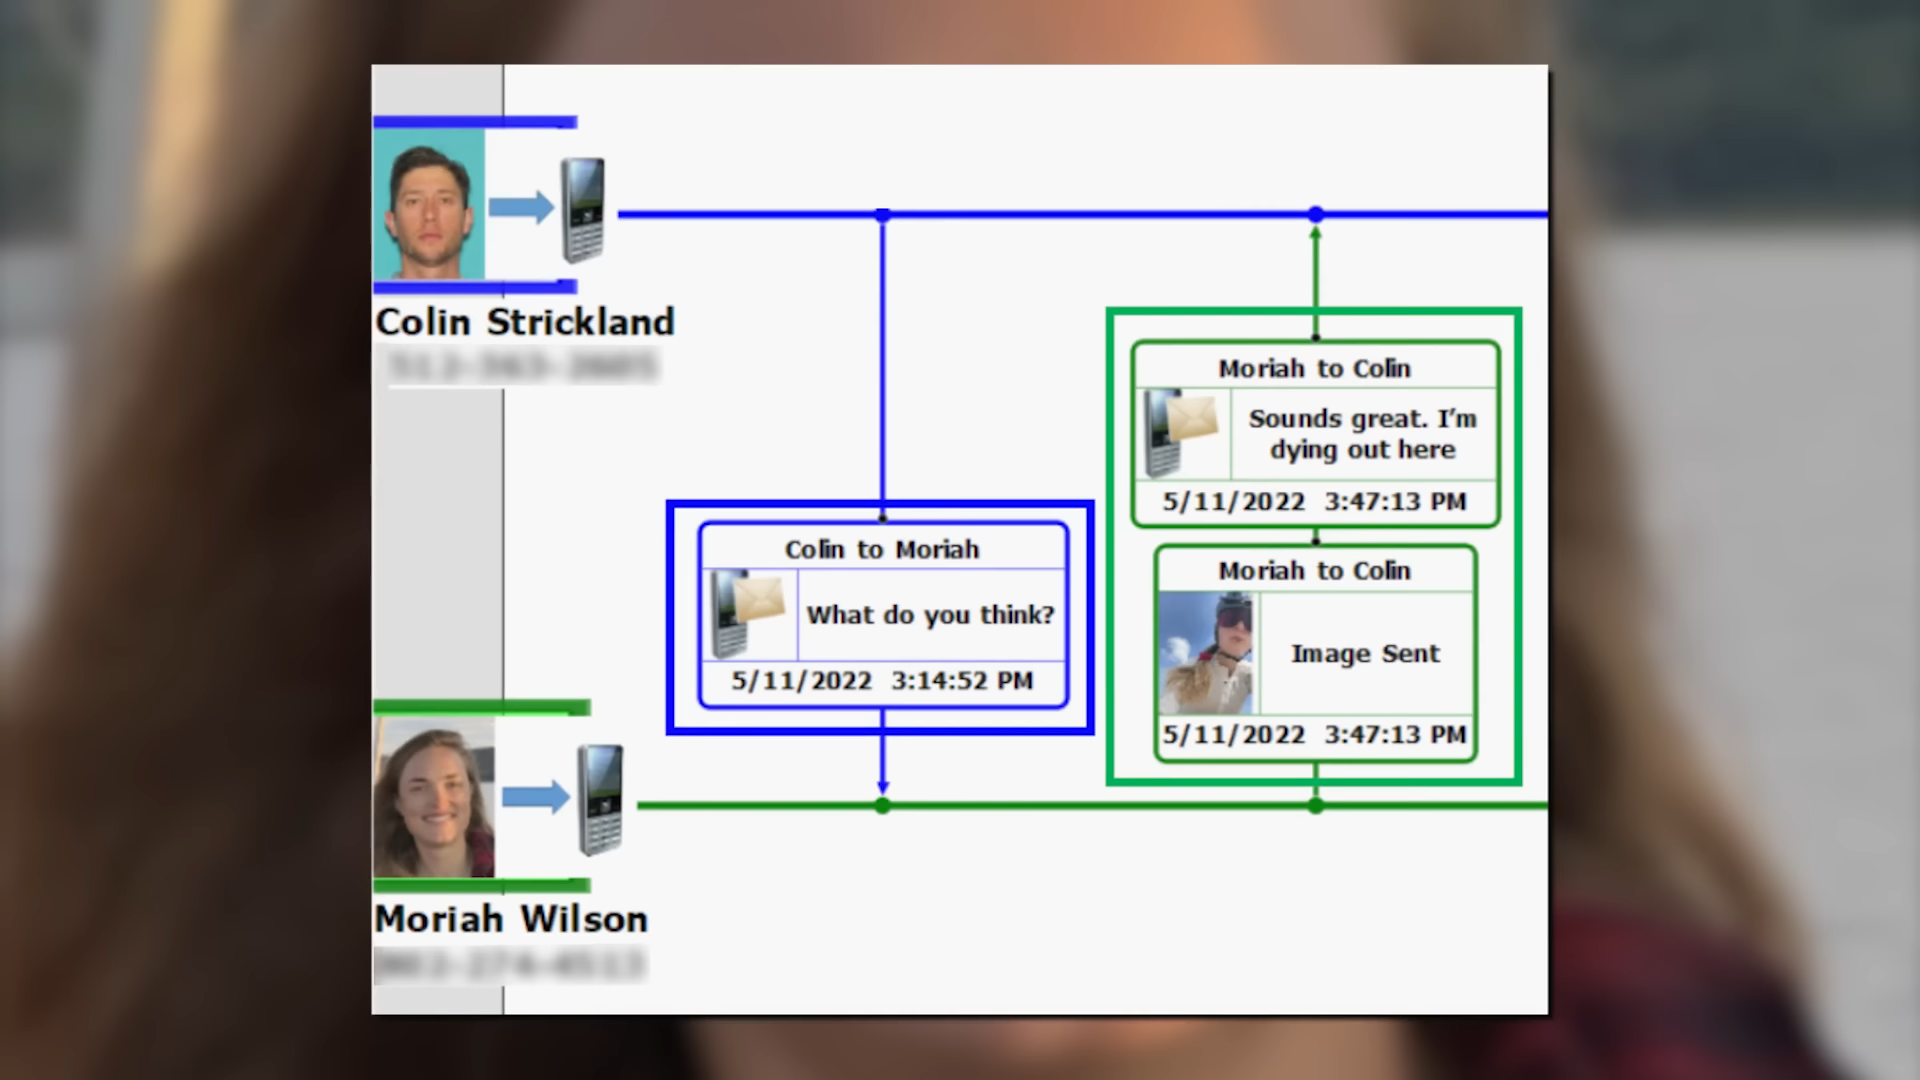 Colin Strickland
Colin to Moriah
What do you think?
5/11/2022 3:14:52 PM
Moriah to Colin
Sounds great. I'm
dying out here
5/11/2022 3:47:13 PM
Moriah to Colin
Image Sent
5/11/2022 3:47:13 PM
Moriah Wilson